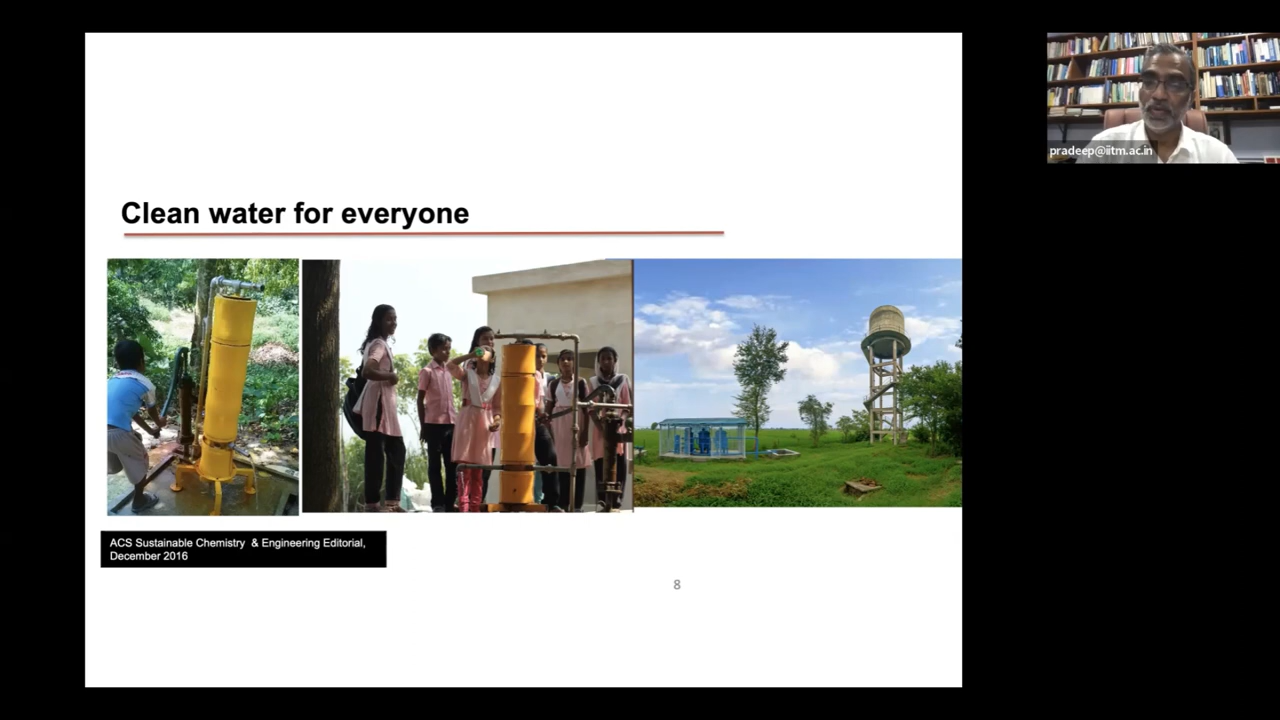 pradeep@iitm.ac.in
Clean water for everyone
ACS Sustainable Chemistry & Engineering Editorial,
December 2016
8